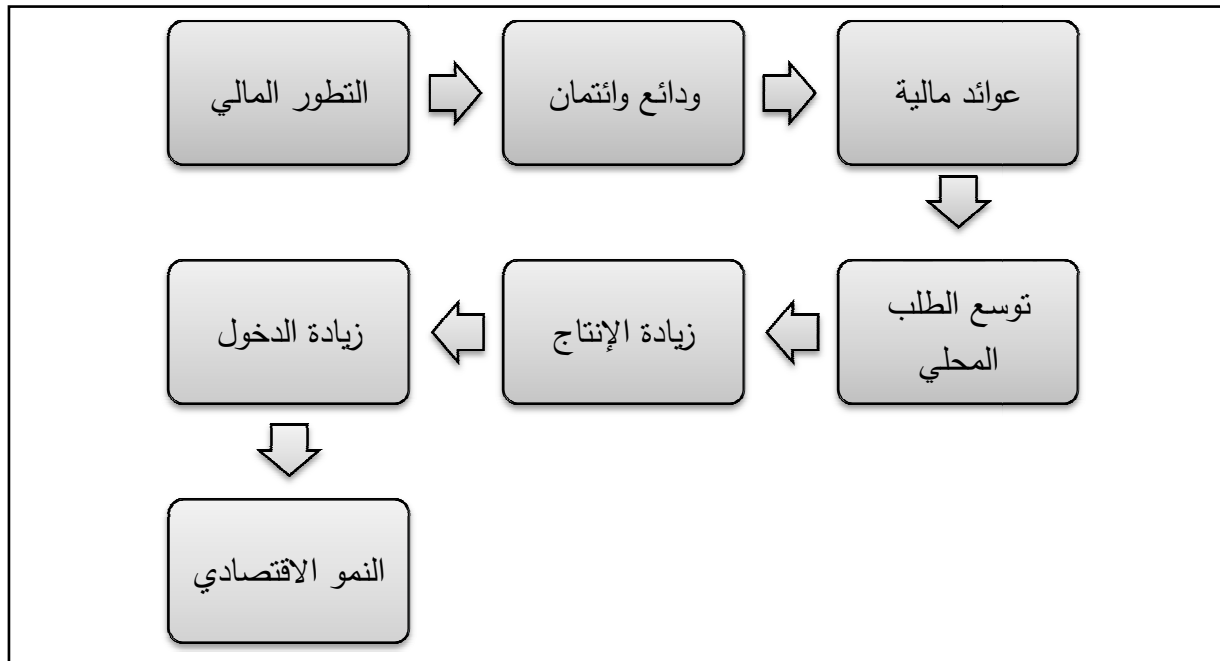 التطور المالي
ودائع وائتمان
عوائد مالية
توسع الطلب
المحلي
زيادة الإنتاج
زيادة الدخول
النمو الاقتصادي